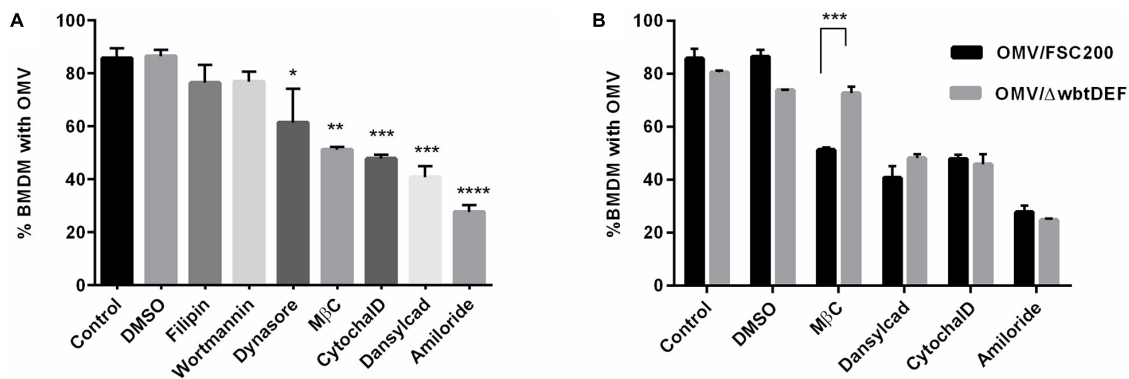 A
% BMDM with OMV
100
80
60
40
20
0
*
**
***
***
****
Control
DMSO
Filipin
Wortmannin
Dynasore
MβC
CytochalD
Dansylcad
Amiloride
B
%BMDM with OMV
100
80
60
40
20
0
***
OMV/FSC200
OMV/ΔwbtDEF
Control
DMSO
MβC
Dansylcad
CytochalD
Amiloride